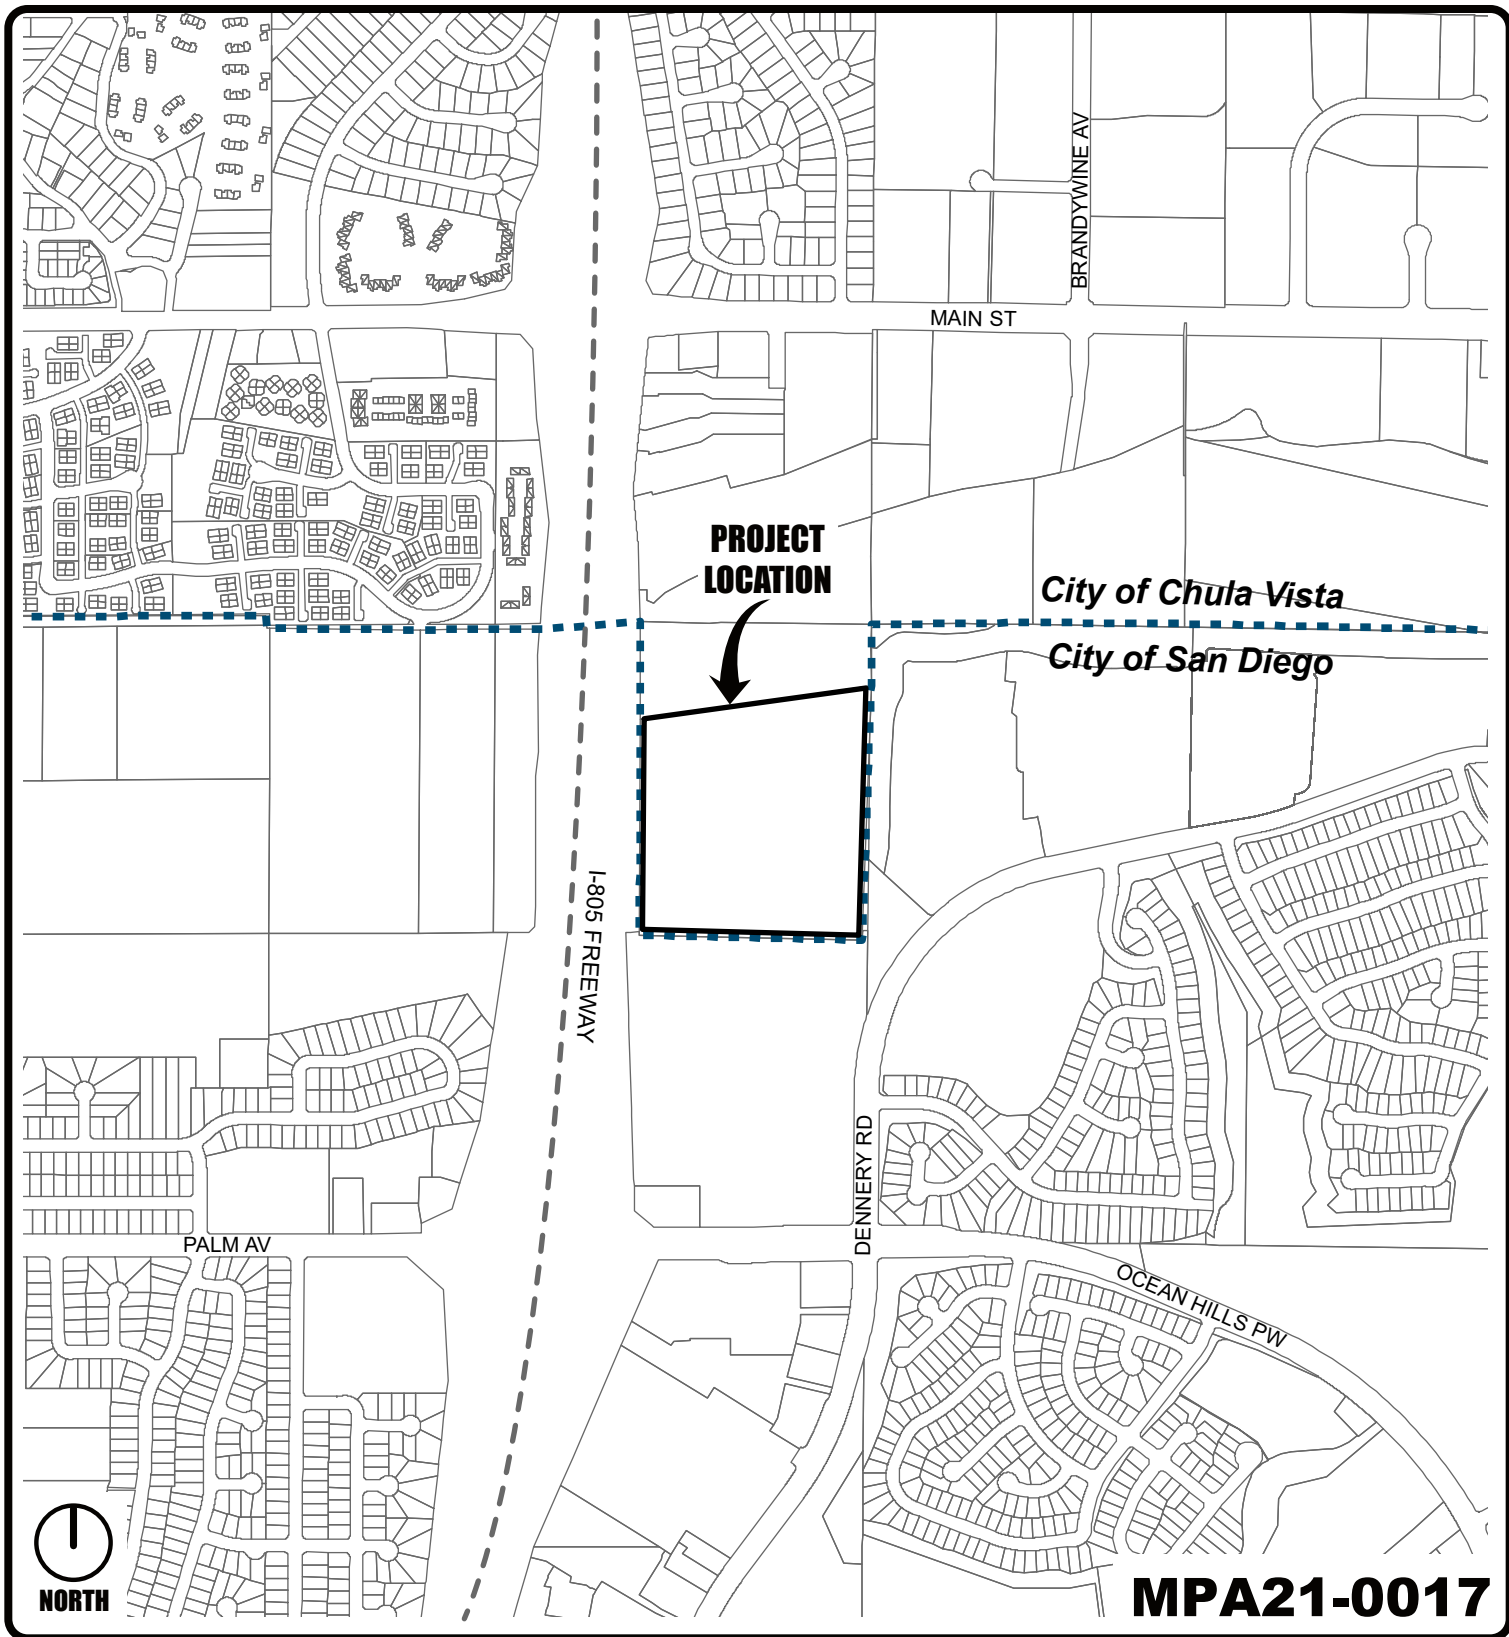 BRANDYWINE AV
MAIN ST
PROJECT
LOCATION
City of Chula Vista
City of San Diego
I-805 FREEWAY
DENNERY RD
PALM AV
OCEAN HILLS PW
NORTH
MPA21-0017